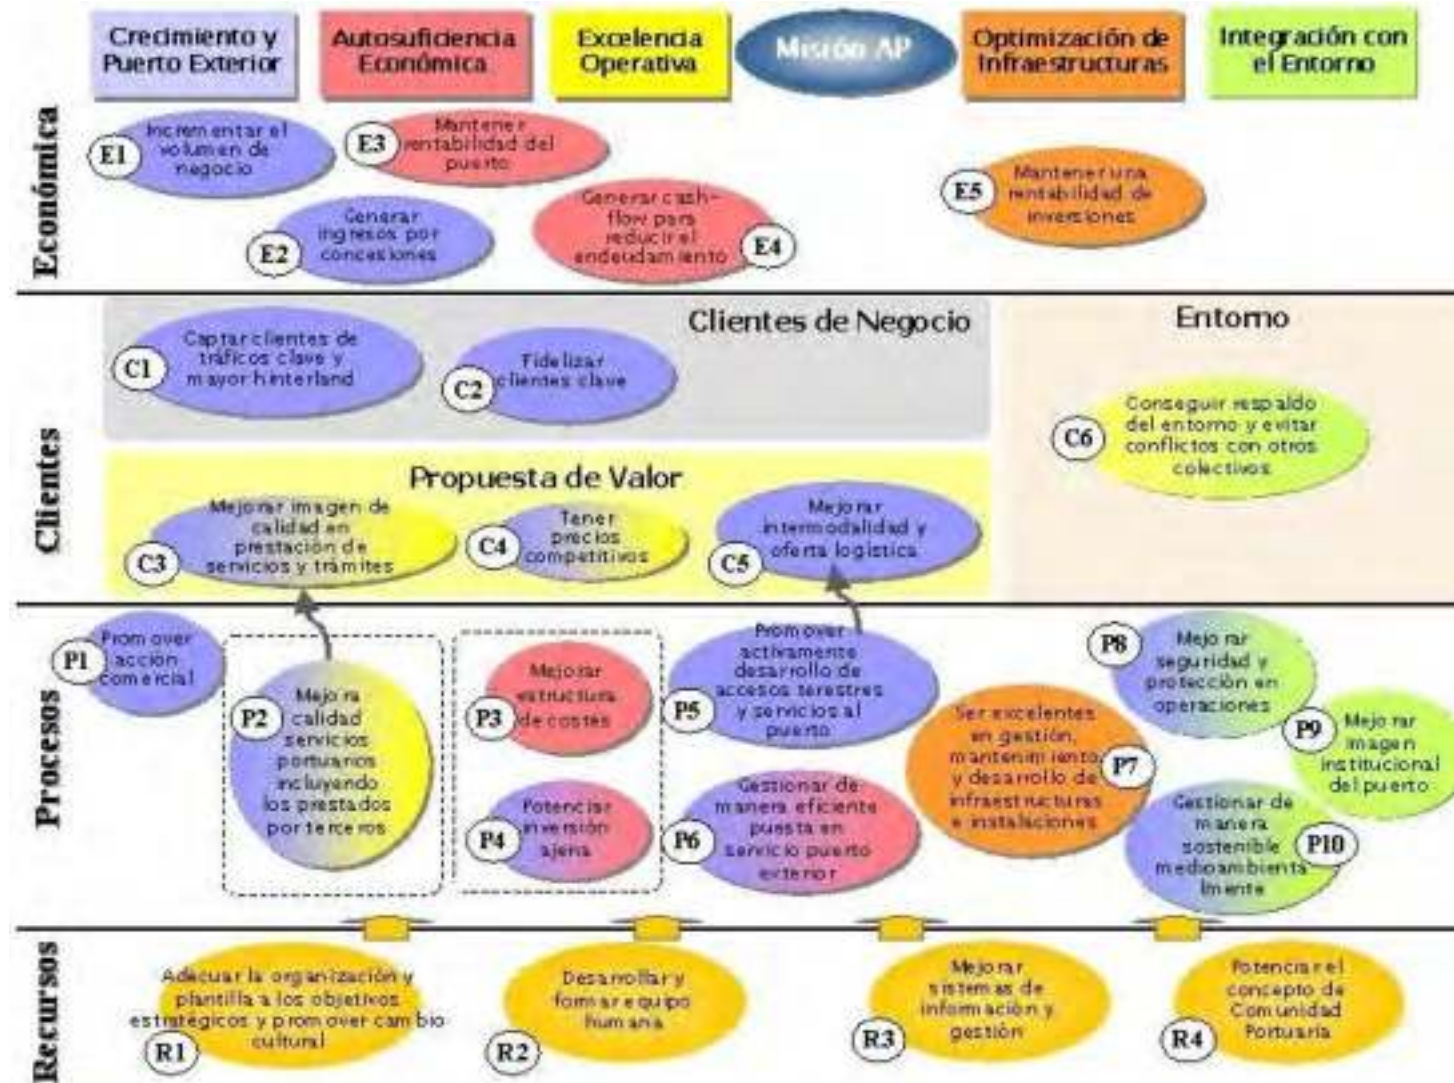 Crecimiento y
Puerto Exterior
Autosuficiencia
Económica
Excelencia
Operativa
Misión AP
Optimización de
Infraestructuras
Integración con
el Entorno
Económica
E1
Incrementar el
volumen de
negocio
E3
Mantener
rentabilidad del
puerto
E2
Generar
ingresos por
concesiones
Generar cash-
flow para
reducir el
endeudamiento
E4
E5
Mantener una
rentabilidad de
inversiones
Clientes
Clientes de Negocio
C1
Captar clientes de
tráficos clave y
mayor hinterland
C2
Fidelizar
clientes clave
Entorno
C6
Conseguir respaldo
del entorno y evitar
conflictos con otros
colectivos
Propuesta de Valor
C3
Mejorar imagen de
calidad en
prestación de
servicios y trámites
C4
Tener
precios
competitivos
C5
Mejorar
intermodalidad y
oferta logística
Procesos
P1
Promover
acción
comercial
P2
Mejora
calidad
servicios
portuarios
incluyendo
los prestados
por terceros
P3
Mejorar
estructura
de costes
P4
Potenciar
inversión
ajena
P5
Promover
activamente
desarrollo de
accesos terestres
y servicios al
puerto
P6
Gestionar de
manera eficiente
puesta en
servicio puerto
exterior
Ser excelentes
en gestión,
mantenimiento
y desarrollo de
infraestructuras
e instalaciones
P7
P8
Mejorar
seguridad y
protección en
operaciones
P9
Mejorar
imagen
institucional
del puerto
Gestionar de
manera
sostenible
medioambienta
lmente
P10
Recursos
R1
Adecuar la organización y
plantilla a los objetivos
estratégicos y promover cambio
cultural
R2
Desarrollar y
formar equipo
humano
R3
Mejorar
sistemas de
información y
gestión
R4
Potenciar el
concepto de
Comunidad
Portuaria